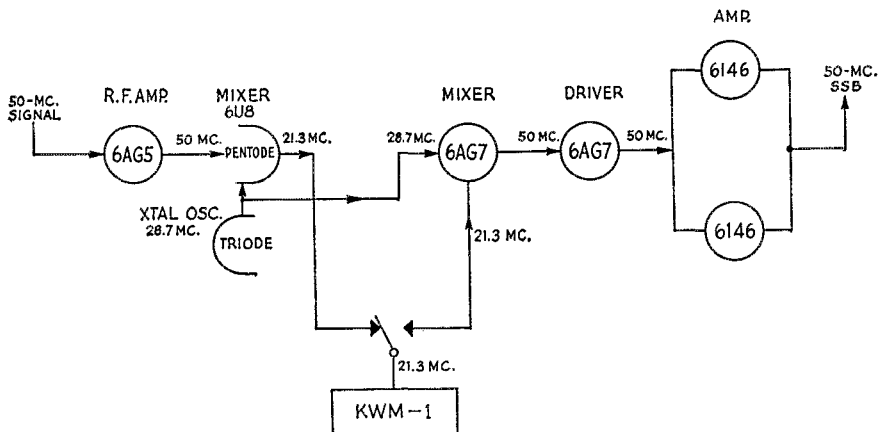 AMP.
50-MC.
SIGNAL
R.F. AMP.
MIXER
6U8
MIXER
DRIVER
6146
50-MC.
SSB
6AG5
50 MC.
PENTODE
21.3 MC.
28.7 MC.
6AG7
50 MC.
6AG7
50 MC.
XTAL OSC.
28.7 MC.
TRIODE
21.3 MC.
6146
21.3 MC.
KWM-1